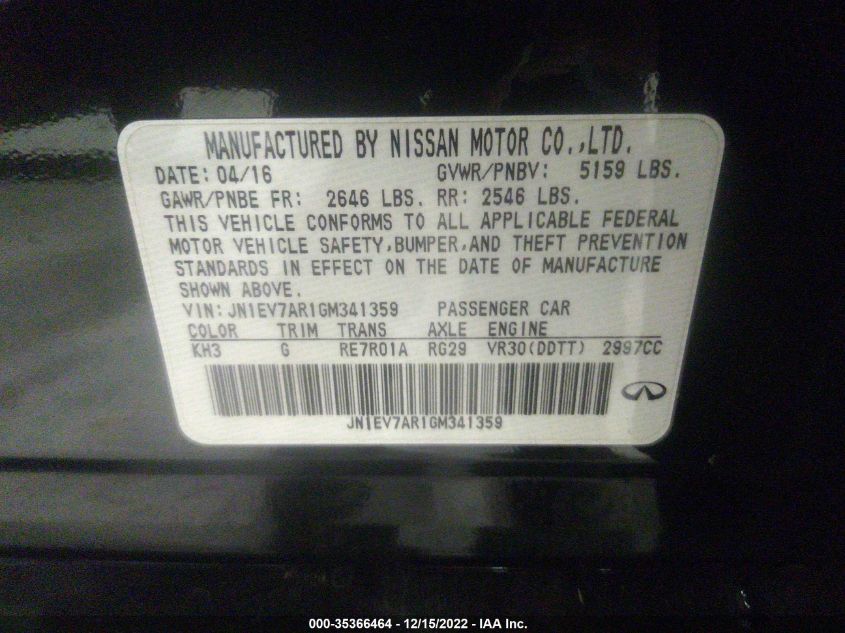 MANUFACTURED BY NISSAN MOTOR CO.,LTD.
DATE: 04/16 GVWR/PNBV: 5159 LBS.
GAWR/PNBE FR: 2646 LBS. RR: 2546 LBS.
THIS VEHICLE CONFORMS TO ALL APPLICABLE FEDERAL
MOTOR VEHICLE SAFETY,BUMPER,AND THEFT PREVENTION
STANDARDS IN EFFECT ON THE DATE OF MANUFACTURE
SHOWN ABOVE.
VIN: JN1EV7AR1GM341359 PASSENGER CAR
COLOR TRIM TRANS AXLE ENGINE
KH3 G RE7R01A RG29 VR30(DDTT) 2997CC
JN1EV7AR1GM341359
000-35366464 - 12/15/2022 - IAA Inc.